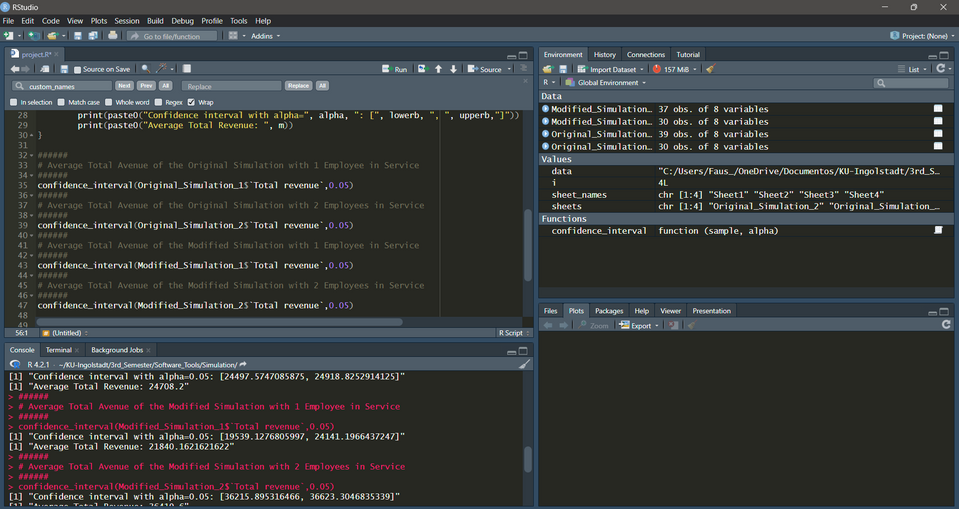 RStudio
File Edit Code View Plots Session Build Debug Profile Tools Help
Go to file/function Addins Project: (None)
project.R*
Source on Save Run Source
custom_names Next Prev All Replace Replace All
In selection Match case Whole word Regex Wrap
28 print(paste0("Confidence interval with alpha=", alpha, ": [", lowerb, ", ", upperb,"]"))
29 print(paste0("Average Total Revenue: ", m))
30 }
31
32 ######
33 # Average Total Avenue of the Original Simulation with 1 Employee in Service
34 ######
35 confidence_interval(Original_Simulation_1$`Total revenue`,0.05)
36 ######
37 # Average Total Avenue of the Original Simulation with 2 Employees in Service
38 ######
39 confidence_interval(Original_Simulation_2$`Total revenue`,0.05)
40 ######
41 # Average Total Avenue of the Modified Simulation with 1 Employee in Service
42 ######
43 confidence_interval(Modified_Simulation_1$`Total revenue`,0.05)
44 ######
45 # Average Total Avenue of the Modified Simulation with 2 Employees in Service
46 ######
47 confidence_interval(Modified_Simulation_2$`Total revenue`,0.05)
48
49
56:1 (Untitled) R Script
Console Terminal Background Jobs
R 4.2.1 · ~/KU-Ingolstadt/3rd_Semester/Software_Tools/Simulation/
[1] "Confidence interval with alpha=0.05: [24497.5747085875, 24918.8252914125]"
[1] "Average Total Revenue: 24708.2"
> ######
> # Average Total Avenue of the Modified Simulation with 1 Employee in Service
> ######
> confidence_interval(Modified_Simulation_1$`Total revenue`,0.05)
[1] "Confidence interval with alpha=0.05: [19539.1276805997, 24141.1966437247]"
[1] "Average Total Revenue: 21840.1621621622"
> ######
> # Average Total Avenue of the Modified Simulation with 2 Employees in Service
> ######
> confidence_interval(Modified_Simulation_2$`Total revenue`,0.05)
[1] "Confidence interval with alpha=0.05: [36215.895316466, 36623.3046835339]"
[1] "Average Total Revenue: 36419.6"
Environment History Connections Tutorial
Import Dataset 157 MiB List
R Global Environment
Data
Modified_Simulation… 37 obs. of 8 variables
Modified_Simulation… 30 obs. of 8 variables
Original_Simulation… 39 obs. of 8 variables
Original_Simulation… 30 obs. of 8 variables
Values
data "C:/Users/Faus_/OneDrive/Documentos/KU-Ingolstadt/3rd_S…
i 4L
sheet_names chr [1:4] "Sheet1" "Sheet2" "Sheet3" "Sheet4"
sheets chr [1:4] "Original_Simulation_2" "Original_Simulation_…
Functions
confidence_interval function (sample, alpha)
Files Plots Packages Help Viewer Presentation
Zoom Export